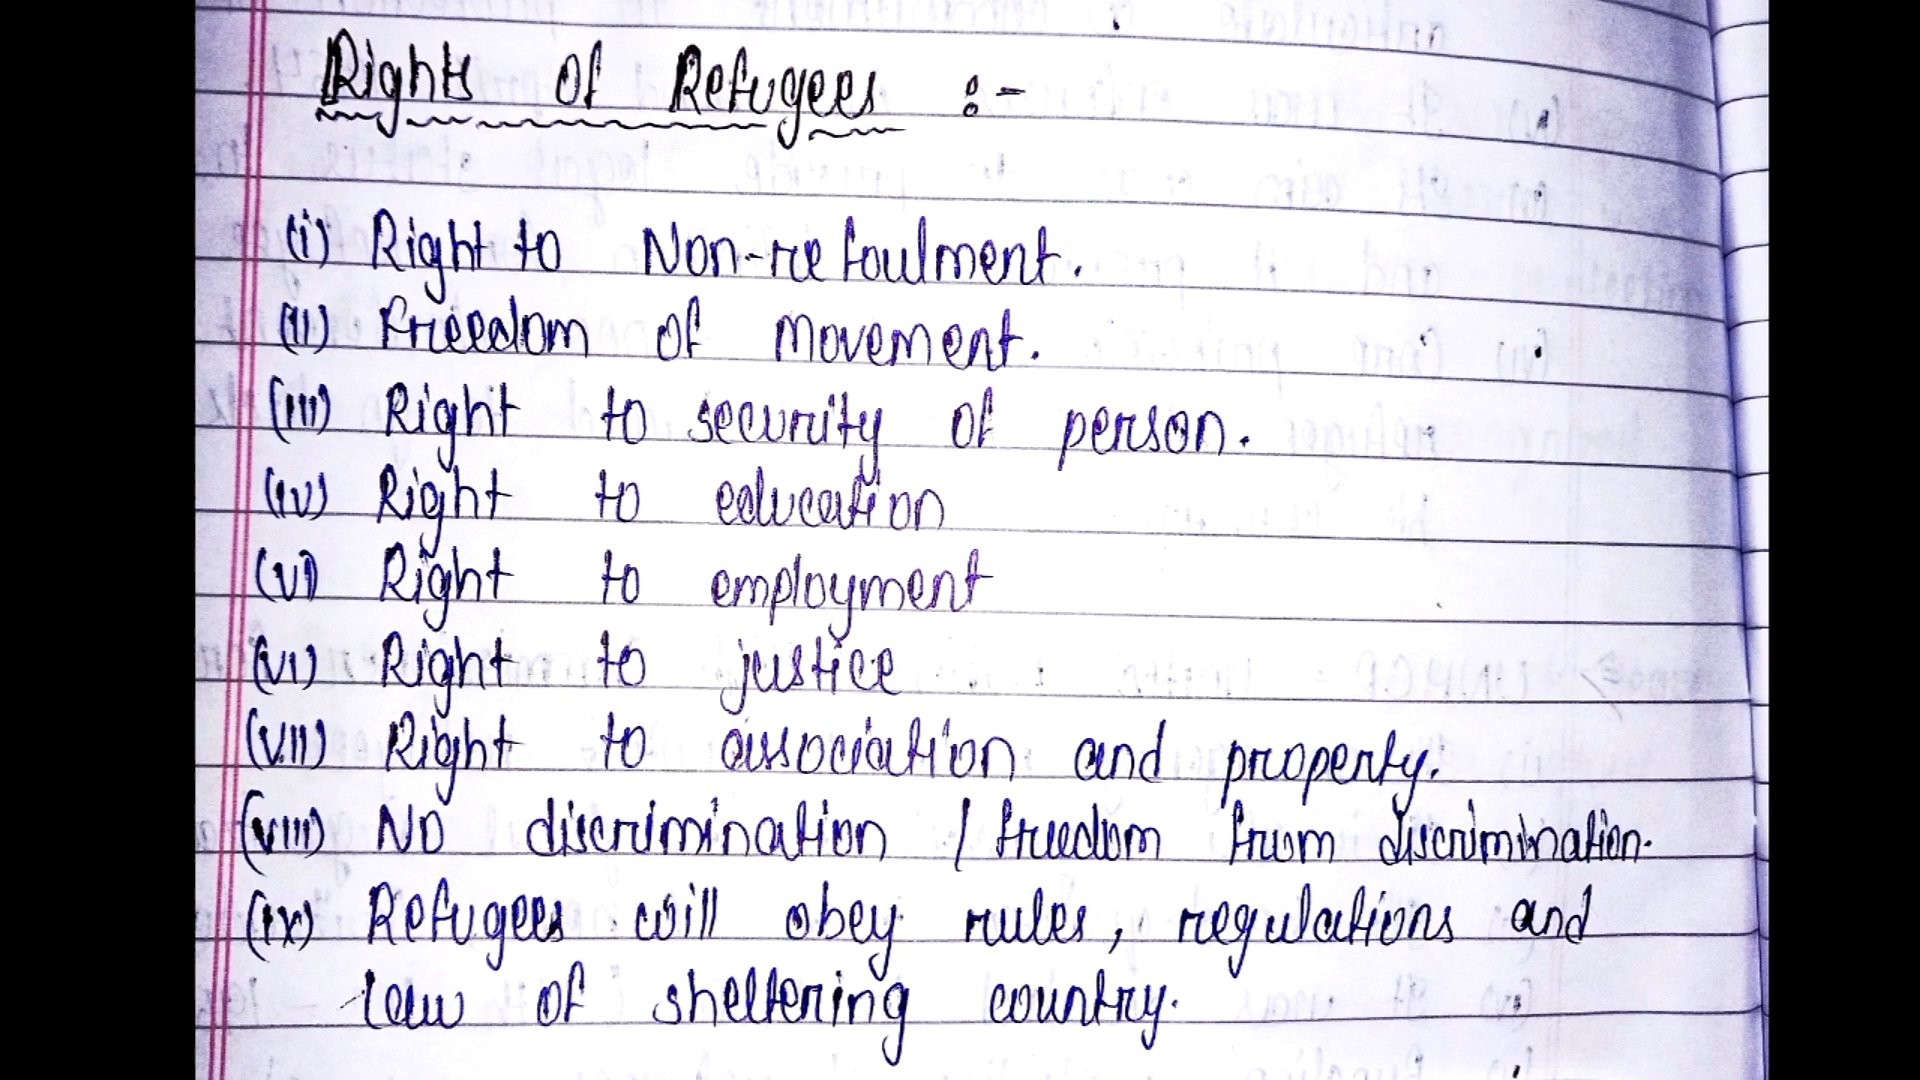 Rights of Refugees :-
(i) Right to Non-refoulment.
(ii) Freedom of movement.
(iii) Right to security of person.
(iv) Right to education
(v) Right to employment
(vi) Right to justice
(vii) Right to association and property.
(viii) No discrimination / freedom from discrimination.
(ix) Refugees will obey rules, regulations and
law of sheltering country.